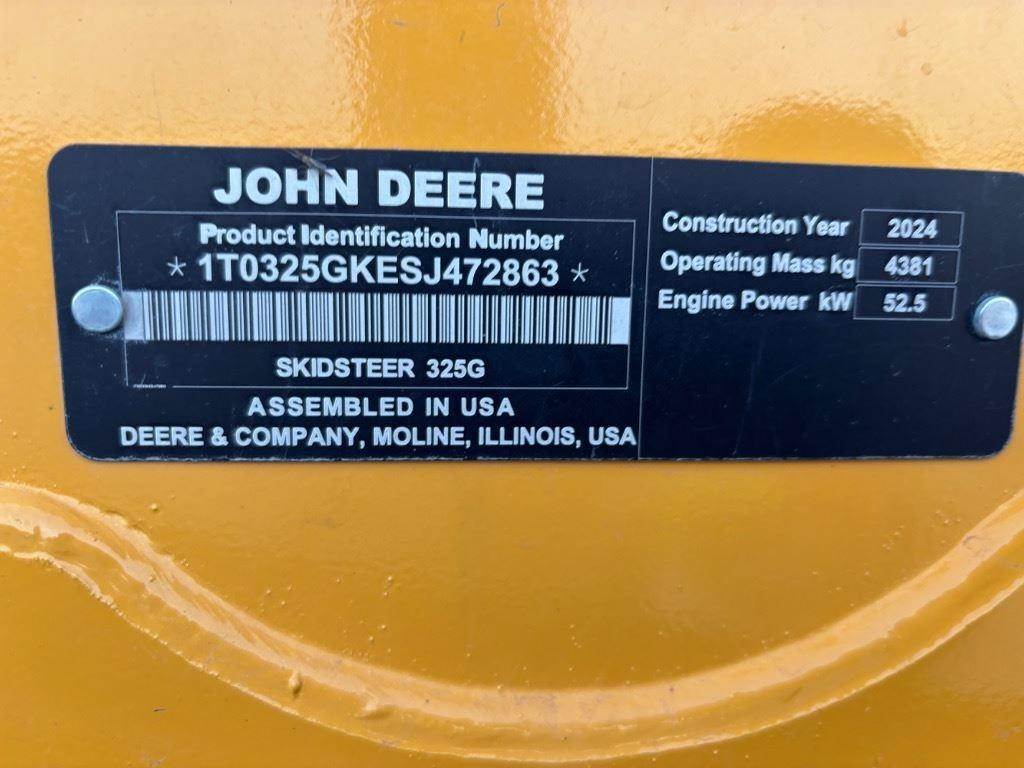 JOHN DEERE
Product Identification Number
* 1T0325GKESJ472863 *
SKIDSTEER 325G
ASSEMBLED IN USA
DEERE & COMPANY, MOLINE, ILLINOIS, USA
Construction Year 2024
Operating Mass kg 4381
Engine Power kW 52.5